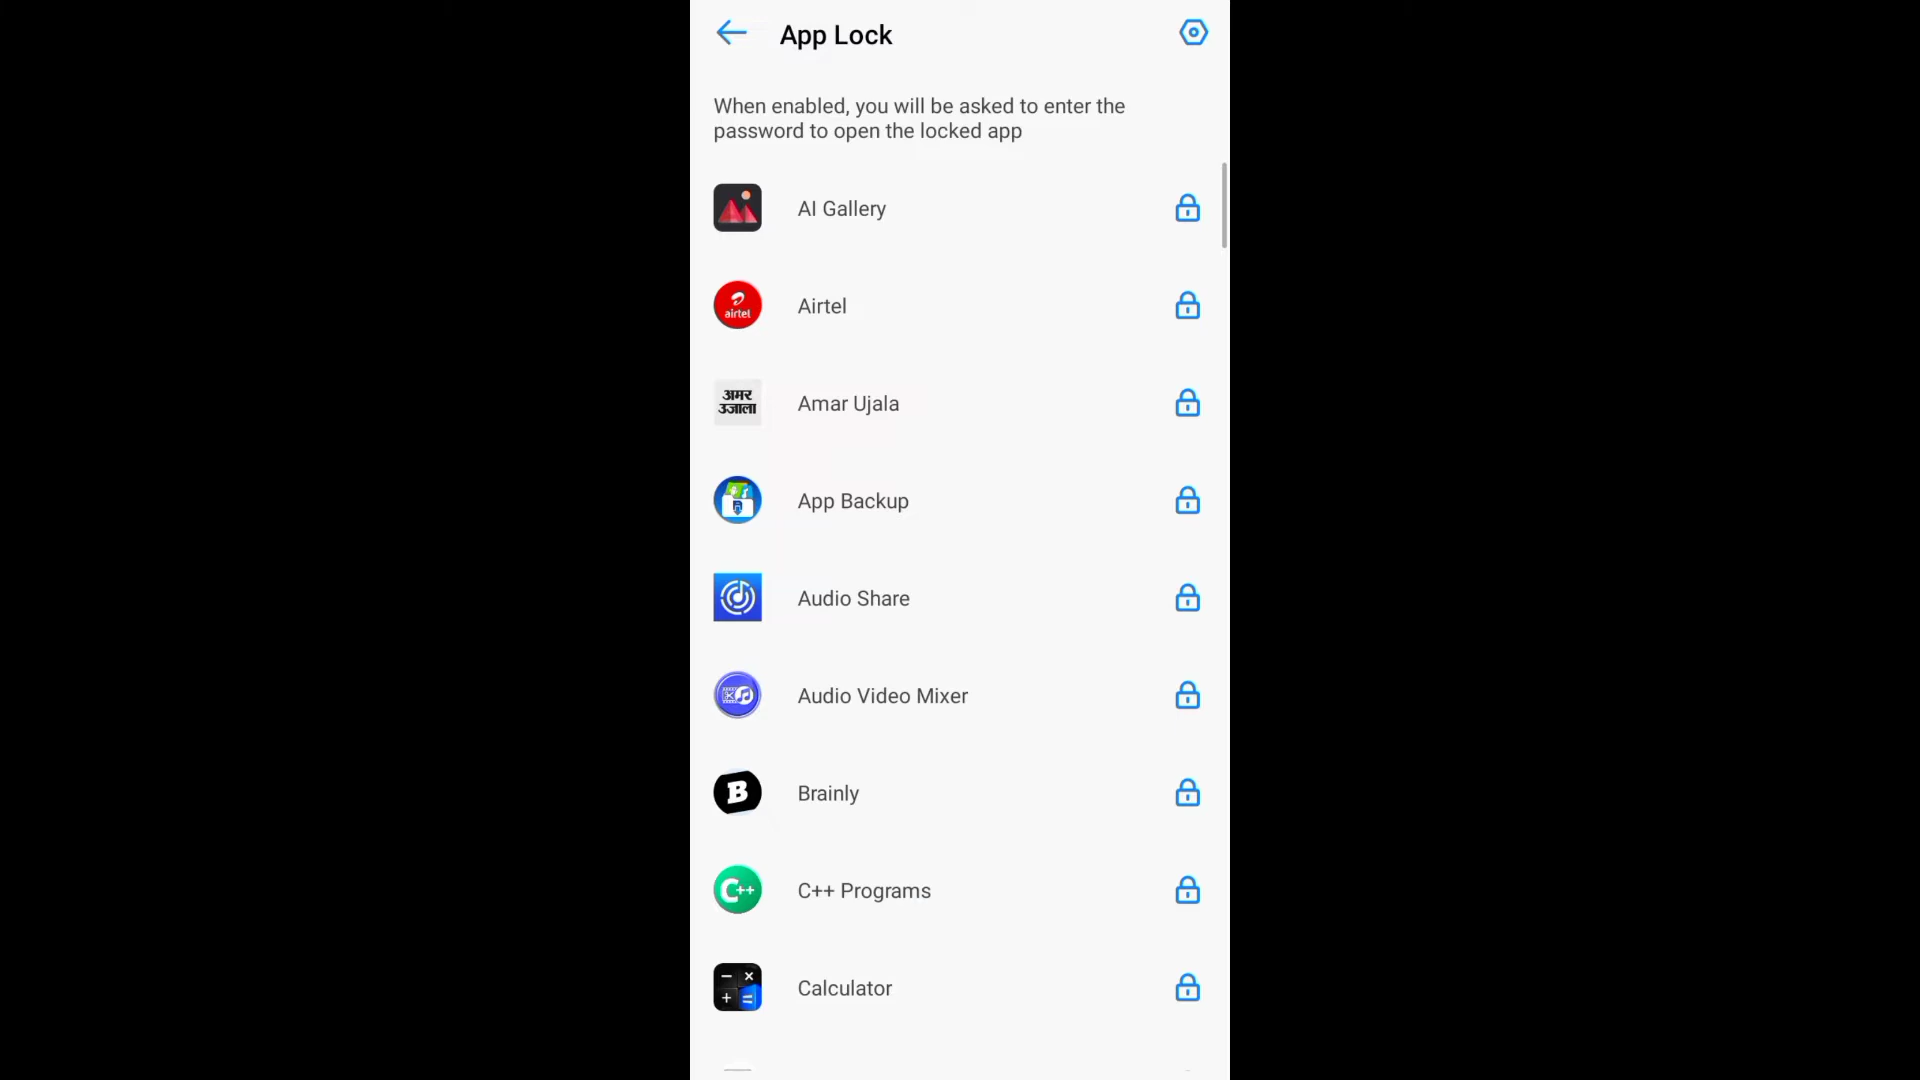 App Lock
When enabled, you will be asked to enter the
password to open the locked app
AI Gallery
airtel
Airtel
अमर
उजाला
Amar Ujala
App Backup
Audio Share
Audio Video Mixer
B
Brainly
C++
C++ Programs
− ×
+ =
Calculator